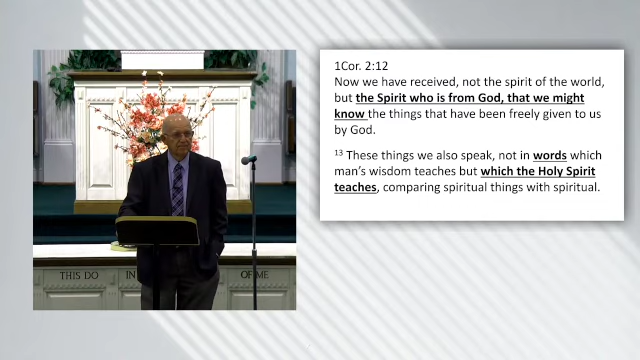 1Cor. 2:12
Now we have received, not the spirit of the world,
but the Spirit who is from God, that we might
know the things that have been freely given to us
by God.
13 These things we also speak, not in words which
man's wisdom teaches but which the Holy Spirit
teaches, comparing spiritual things with spiritual.
THIS DO IN OF ME